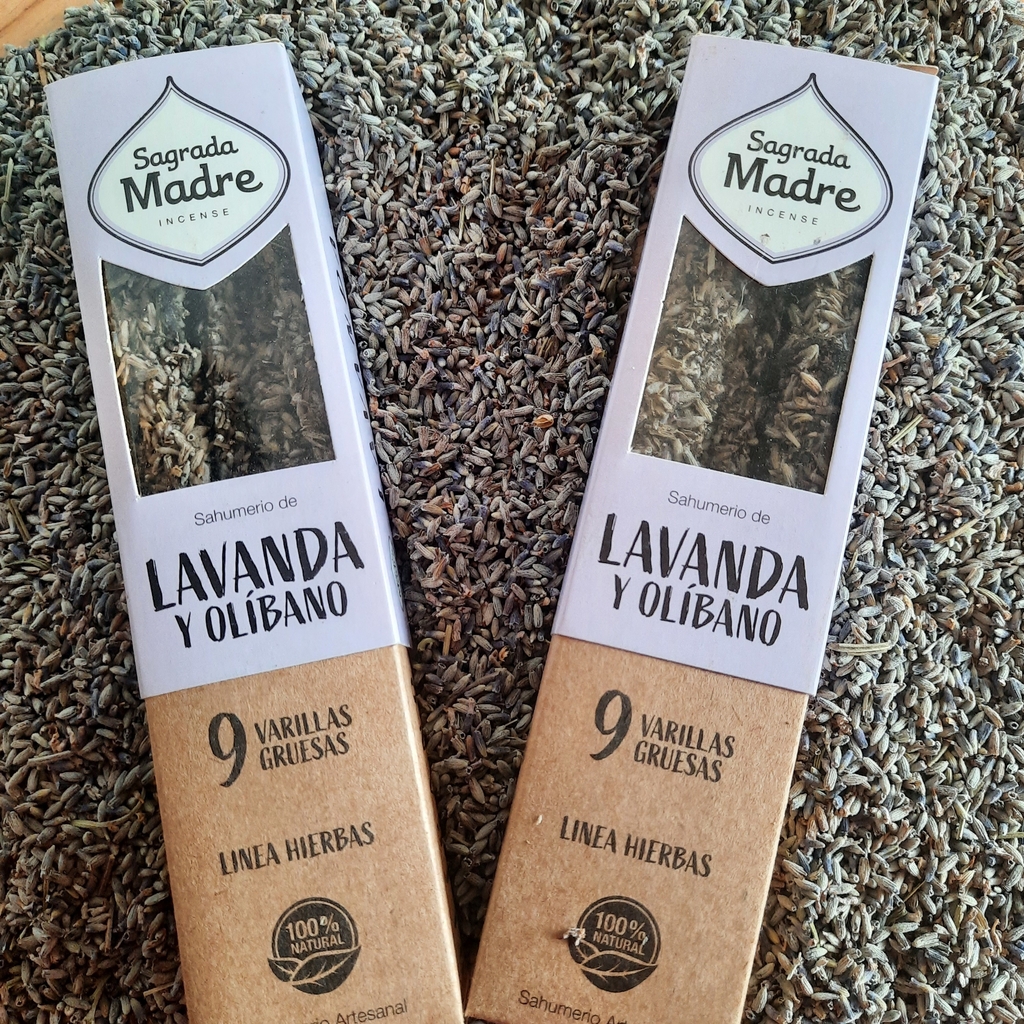 Sagrada
Madre
INCENSE
Sahumerio de
LAVANDA
Y OLÍBANO
9 VARILLAS
GRUESAS
LINEA HIERBAS
100%
NATURAL
Artesanal
Sagrada
Madre
INCENSE
Sahumerio de
LAVANDA
Y OLÍBANO
9 VARILLAS
GRUESAS
LINEA HIERBAS
100%
NATURAL
Sahumerio